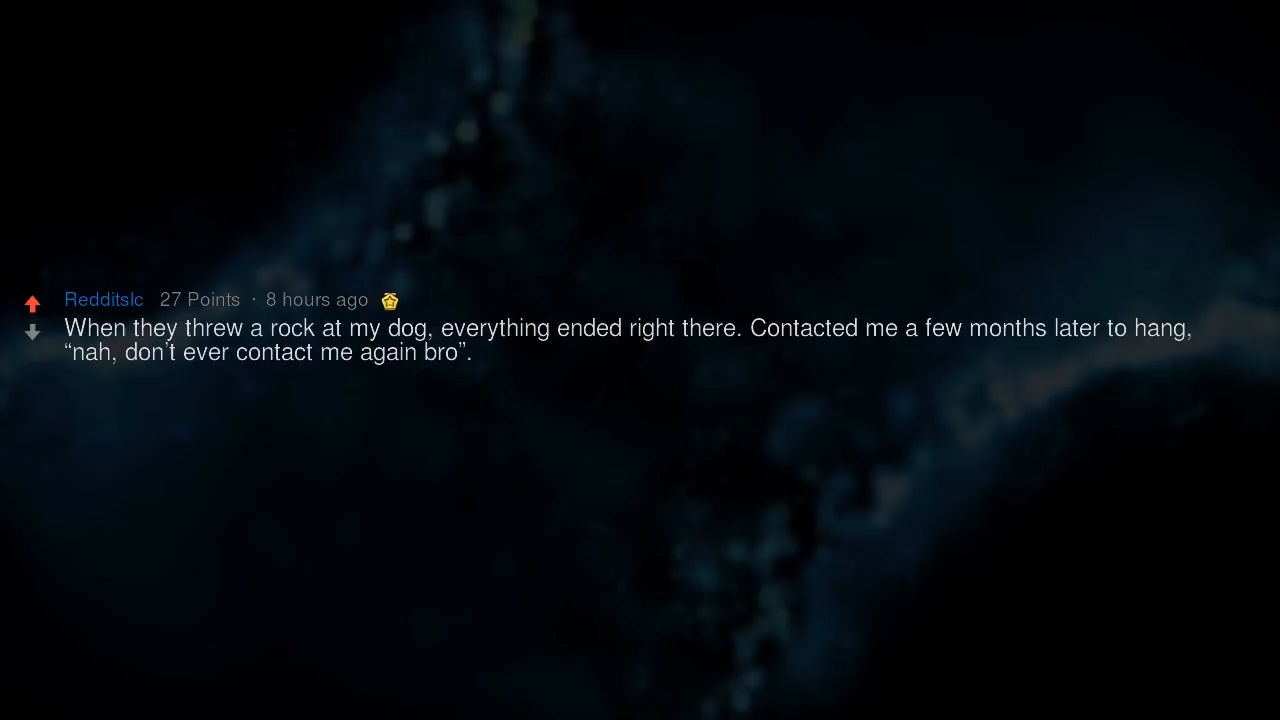 Redditslc 27 Points · 8 hours ago
When they threw a rock at my dog, everything ended right there. Contacted me a few months later to hang,
“nah, don’t ever contact me again bro”.